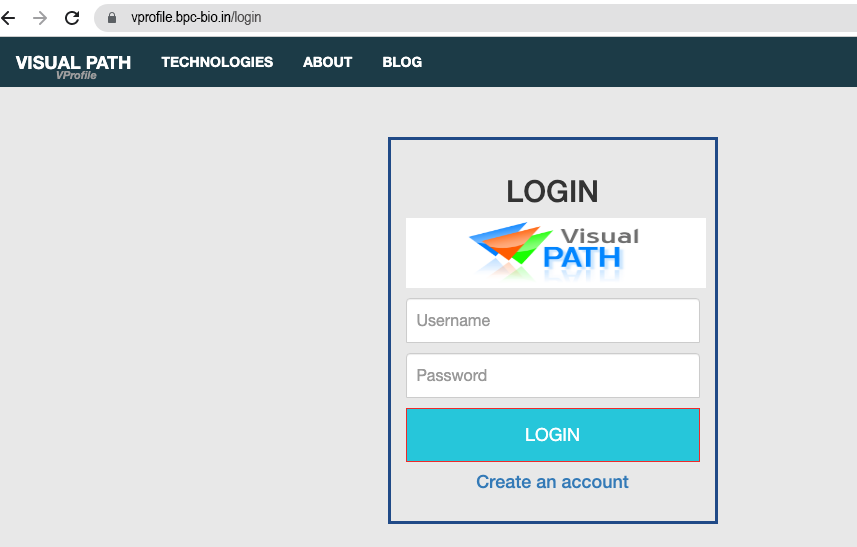 vprofile.bpc-bio.in/login
VISUAL PATH TECHNOLOGIES ABOUT BLOG
VProfile
LOGIN
Visual
PATH
Username
Password
LOGIN
Create an account